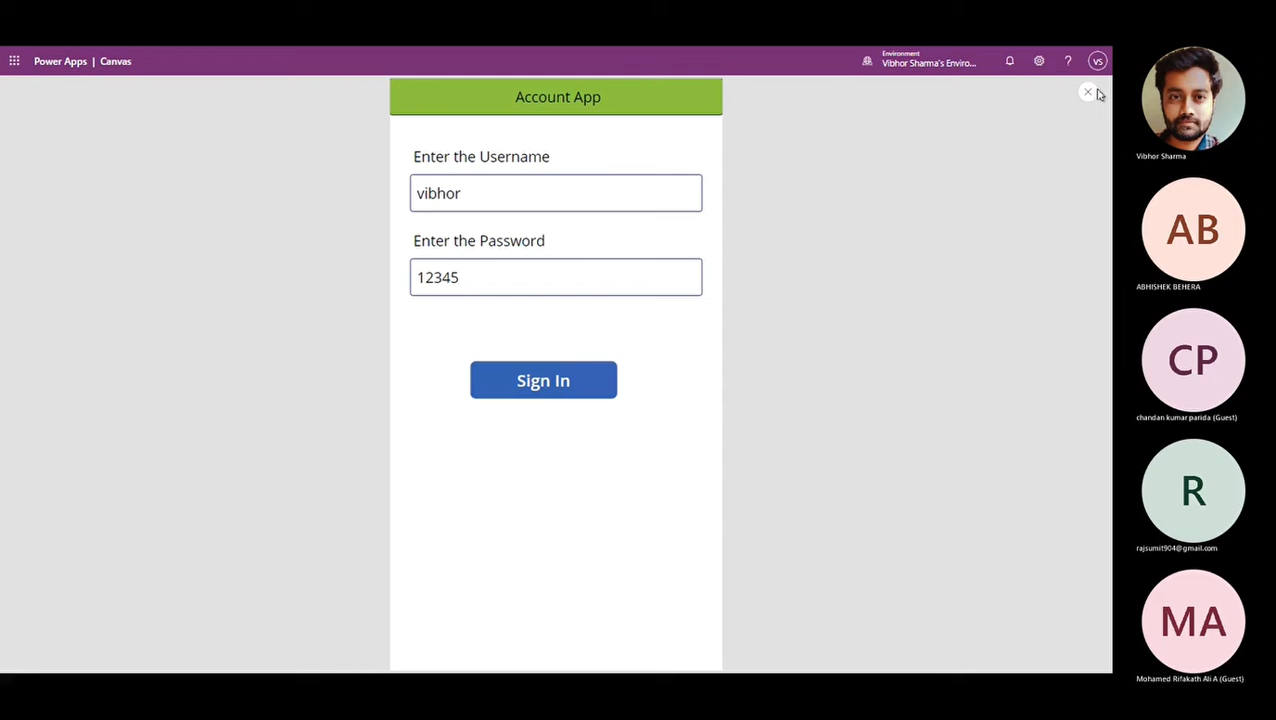 Power Apps | Canvas
Environment
Vibhor Sharma's Enviro...
?
VS
Account App
Enter the Username
vibhor
Enter the Password
12345
Sign In
Vibhor Sharma
AB
ABHISHEK BEHERA
CP
chandan kumar parida (Guest)
R
rajsumit904@gmail.com
MA
Mohamed Rifakath Ali A (Guest)